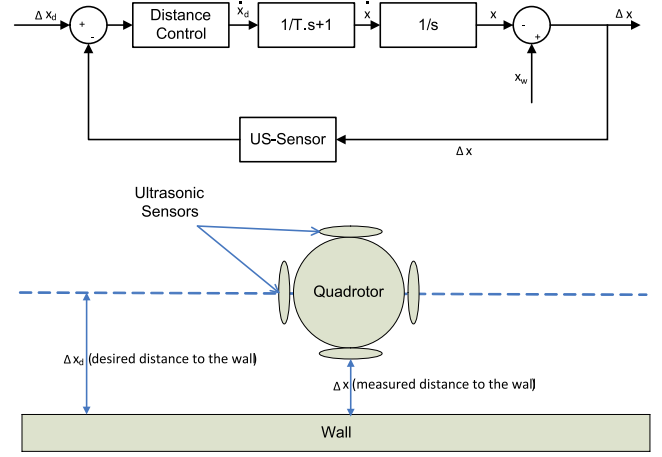 Δ x_d
+
-
Distance
Control
ẋ_d
1/T.s+1
ẋ
1/s
x
-
+
Δ x
x_w
US-Sensor
Δ x
Ultrasonic
Sensors
Quadrotor
Δ x_d (desired distance to the wall)
Δ x (measured distance to the wall)
Wall